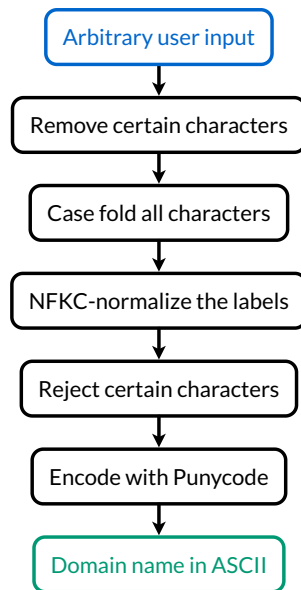 Arbitrary user input
Remove certain characters
Case fold all characters
NFKC-normalize the labels
Reject certain characters
Encode with Punycode
Domain name in ASCII